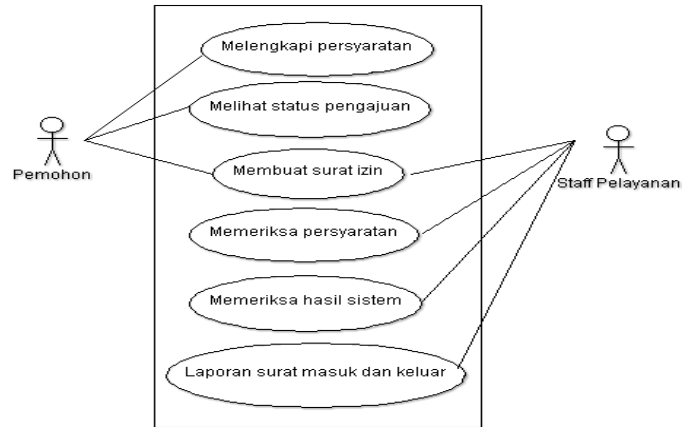 Melengkapi persyaratan
Melihat status pengajuan
Membuat surat izin
Pemohon
Staff Pelayanan
Memeriksa persyaratan
Memeriksa hasil sistem
Laporan surat masuk dan keluar